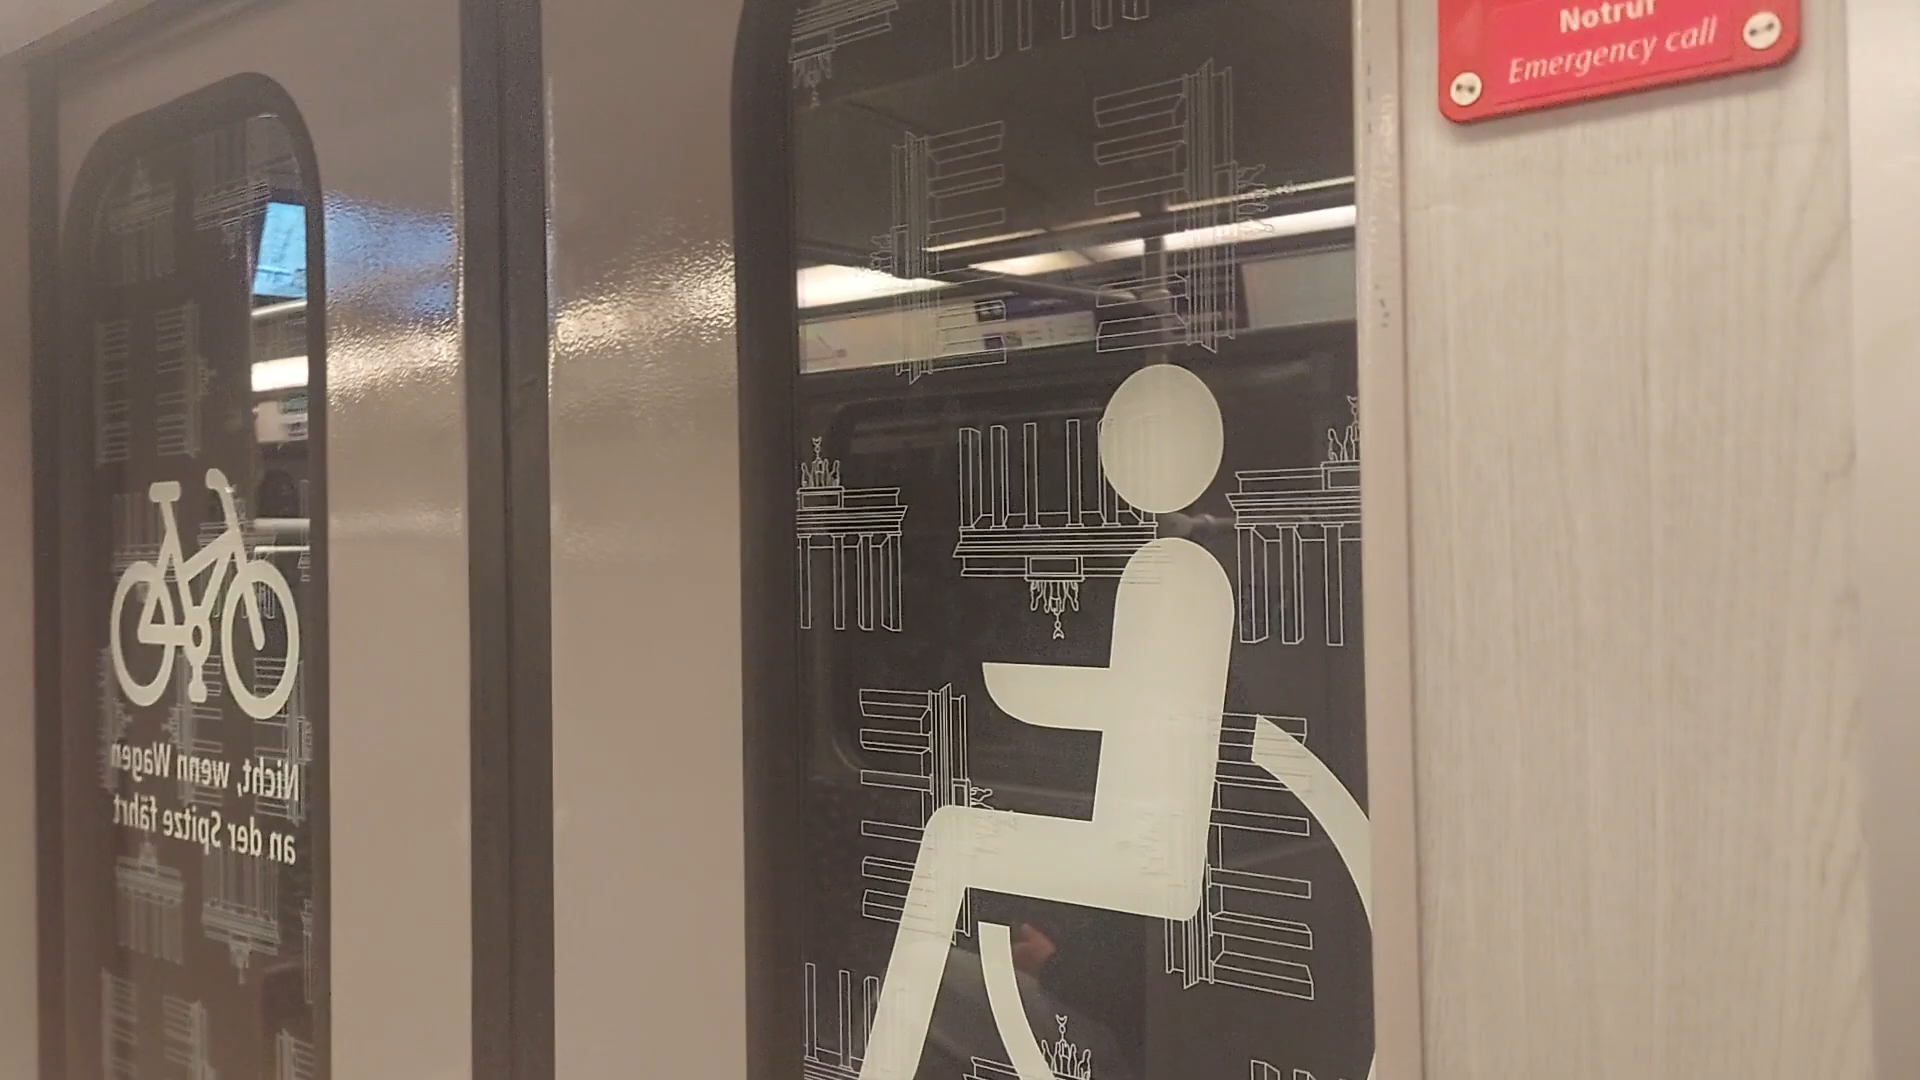 Notruf
Emergency call
Nicht, wenn Wagen
an der Spitze fährt